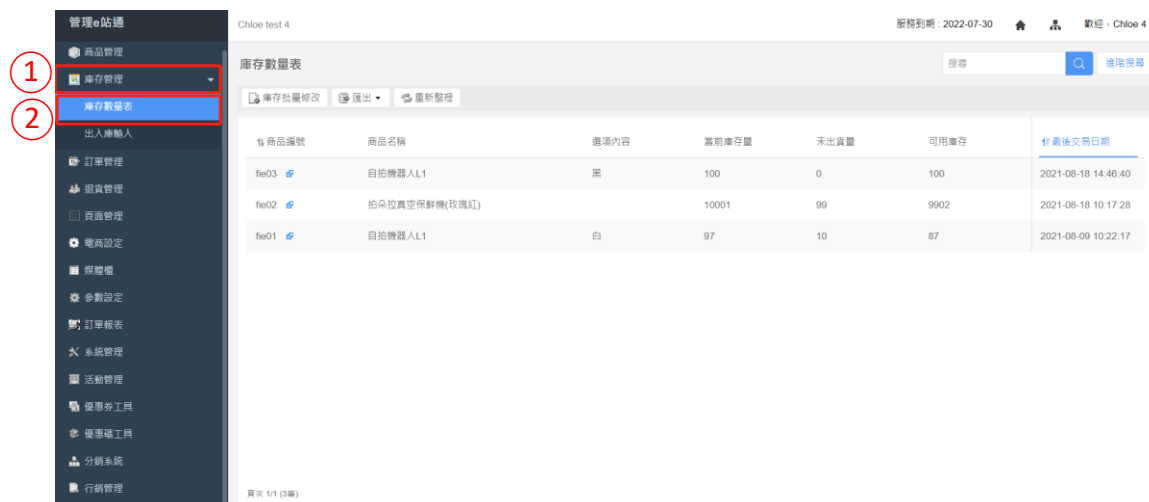 管理e站通
Chloe test 4
服務到期 : 2022-07-30
歡迎，Chloe 4
商品管理
庫存數量表
搜尋
進階搜尋
① 庫存管理
② 庫存數量表
庫存批量修改 匯出 重新整理
出入庫輸入
商品編號 商品名稱 選項內容 當前庫存量 未出貨量 可用庫存 最後交易日期
訂單管理
fie03 自拍機器人L1 黑 100 0 100 2021-08-18 14:46:40
退貨管理
fie02 拍朵拉真空保鮮機(玫瑰紅) 10001 99 9902 2021-08-18 10:17:28
頁面管理
fie01 自拍機器人L1 白 97 10 87 2021-08-09 10:22:17
電商設定
媒體櫃
參數設定
訂單報表
系統管理
活動管理
優惠券工具
優惠碼工具
分銷系統
行銷管理
頁次 1/1 (3筆)